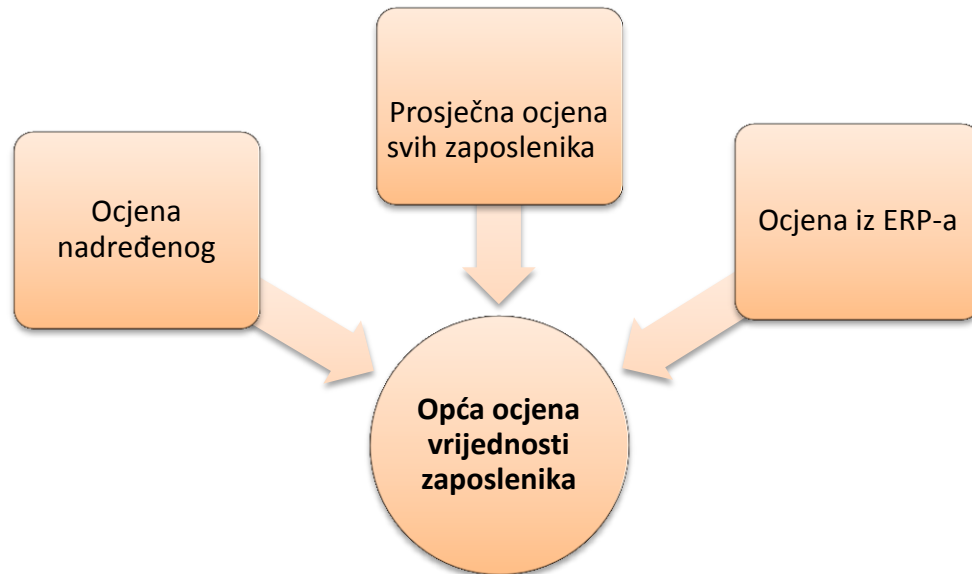 Ocjena
nadređenog
Prosječna ocjena
svih zaposlenika
Ocjena iz ERP-a
Opća ocjena
vrijednosti
zaposlenika